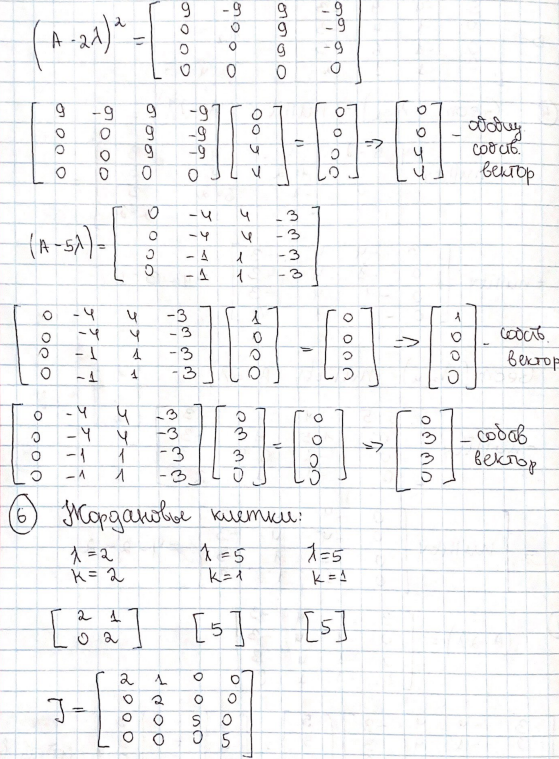 (A - 2λ)² = [ 9 -9 9 -9
0 0 9 -9
0 0 9 -9
0 0 0 0 ]
[ 9 -9 9 -9 ] [ 0 ] [ 0 ] [ 0 ]
[ 0 0 9 -9 ] [ 0 ] = [ 0 ] => [ 0 ] - обобщ
[ 0 0 9 -9 ] [ 4 ] [ 0 ] [ 4 ] собств.
[ 0 0 0 0 ] [ 4 ] [ 0 ] [ 4 ] вектор
(A - 5λ) = [ 0 -4 4 -3
0 -4 4 -3
0 -1 1 -3
0 -1 1 -3 ]
[ 0 -4 4 -3 ] [ 1 ] [ 0 ] [ 1 ]
[ 0 -4 4 -3 ] [ 0 ] = [ 0 ] => [ 0 ] - собств.
[ 0 -1 1 -3 ] [ 0 ] [ 0 ] [ 0 ] вектор
[ 0 -1 1 -3 ] [ 0 ] [ 0 ] [ 0 ]
[ 0 -4 4 -3 ] [ 0 ] [ 0 ] [ 0 ]
[ 0 -4 4 -3 ] [ 3 ] = [ 0 ] => [ 3 ] - собств
[ 0 -1 1 -3 ] [ 3 ] [ 0 ] [ 3 ] вектор
[ 0 -1 1 -3 ] [ 0 ] [ 0 ] [ 0 ]
6 Жордановые клетки:
λ = 2 λ = 5 λ = 5
k = 2 k = 1 k = 1
[ 2 1
0 2 ] [ 5 ] [ 5 ]
J = [ 2 1 0 0
0 2 0 0
0 0 5 0
0 0 0 5 ]